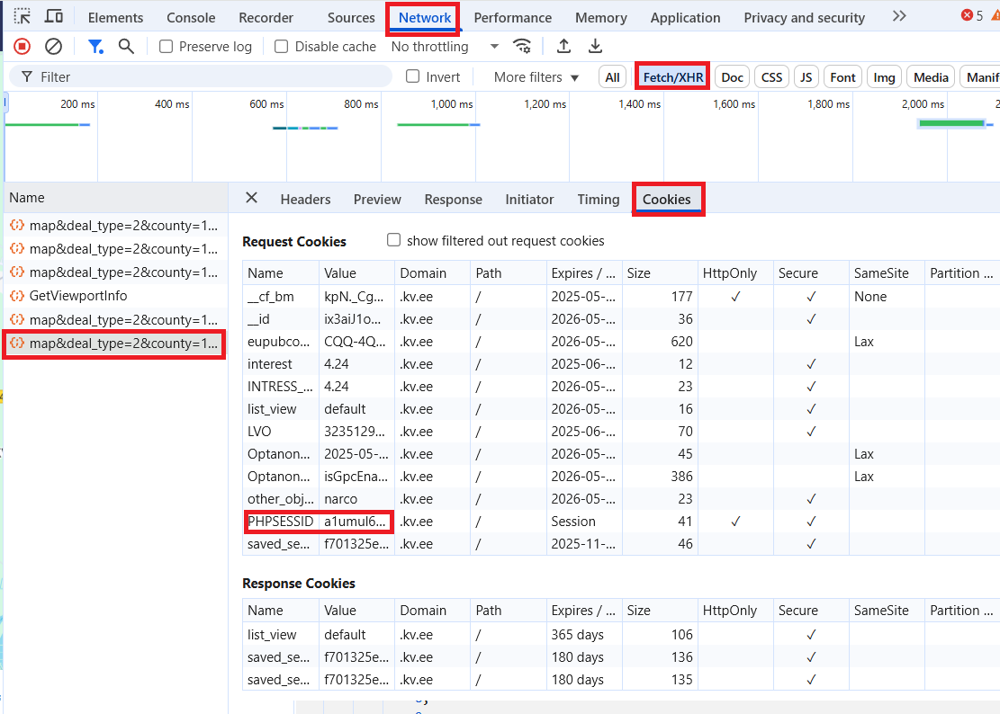 Elements Console Recorder Sources Network Performance Memory Application Privacy and security 5
Preserve log Disable cache No throttling
Filter Invert More filters All Fetch/XHR Doc CSS JS Font Img Media Manif
200 ms 400 ms 600 ms 800 ms 1,000 ms 1,200 ms 1,400 ms 1,600 ms 1,800 ms 2,000 ms
Name Headers Preview Response Initiator Timing Cookies
map&deal_type=2&county=1...
map&deal_type=2&county=1...
map&deal_type=2&county=1...
GetViewportInfo
map&deal_type=2&county=1...
map&deal_type=2&county=1...
Request Cookies show filtered out request cookies
Name Value Domain Path Expires / ... Size HttpOnly Secure SameSite Partition ...
__cf_bm kpN._Cg... .kv.ee / 2025-05-... 177 ✓ ✓ None
__id ix3aiJ1o... .kv.ee / 2026-05-... 36 ✓
eupubco... CQQ-4Q... .kv.ee / 2026-05-... 620 Lax
interest 4.24 .kv.ee / 2025-06-... 12 ✓
INTRESS_... 4.24 .kv.ee / 2026-05-... 23 ✓
list_view default .kv.ee / 2026-05-... 16 ✓
LVO 3235129... .kv.ee / 2025-06-... 70 ✓
Optanon... 2025-05-... .kv.ee / 2026-05-... 45 Lax
Optanon... isGpcEna... .kv.ee / 2026-05-... 386 Lax
other_obj... narco .kv.ee / 2026-05-... 23 ✓
PHPSESSID a1umul6... .kv.ee / Session 41 ✓ ✓
saved_se... f701325e... .kv.ee / 2025-11-... 46 ✓
Response Cookies
Name Value Domain Path Expires / ... Size HttpOnly Secure SameSite Partition ...
list_view default .kv.ee / 365 days 106 ✓
saved_se... f701325e... .kv.ee / 180 days 136 ✓
saved_se... f701325e... .kv.ee / 180 days 135 ✓